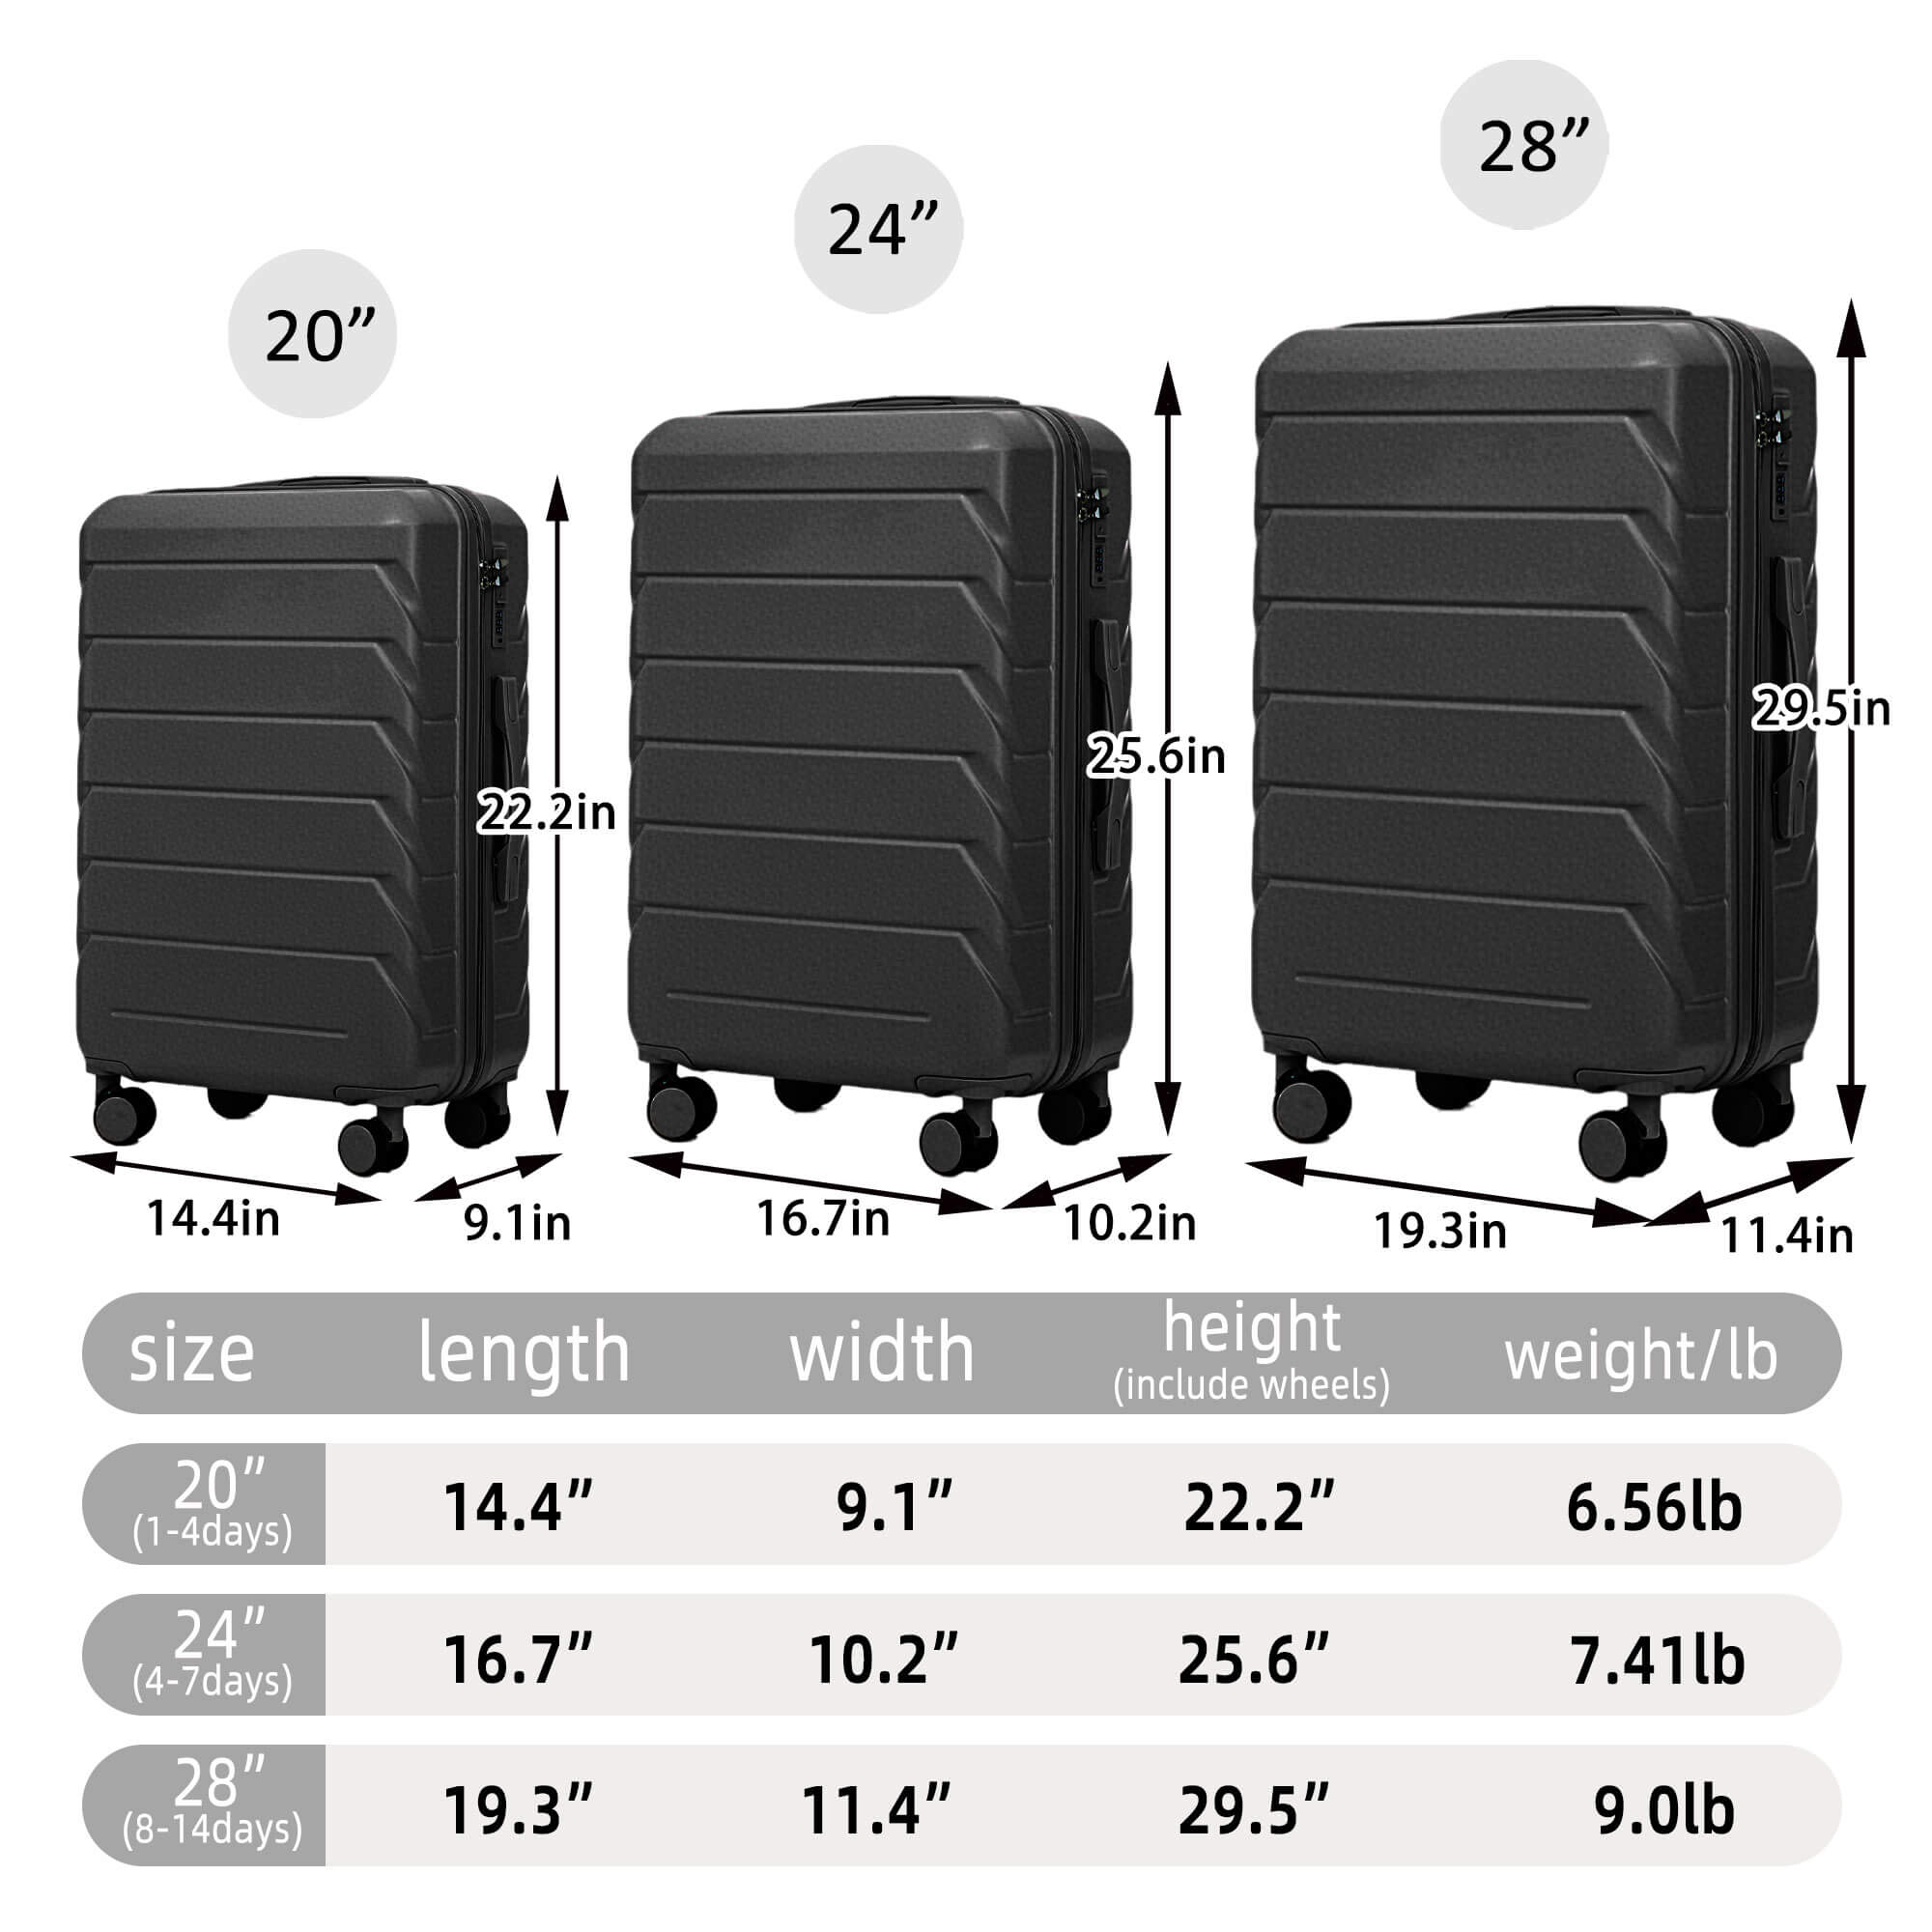 28”
24”
20”
29.5in
25.6in
22.2in
14.4in
9.1in
16.7in
10.2in
19.3in
11.4in
size length width height weight/lb
(include wheels)
20” 14.4” 9.1” 22.2” 6.56lb
(1-4days)
24” 16.7” 10.2” 25.6” 7.41lb
(4-7days)
28” 19.3” 11.4” 29.5” 9.0lb
(8-14days)